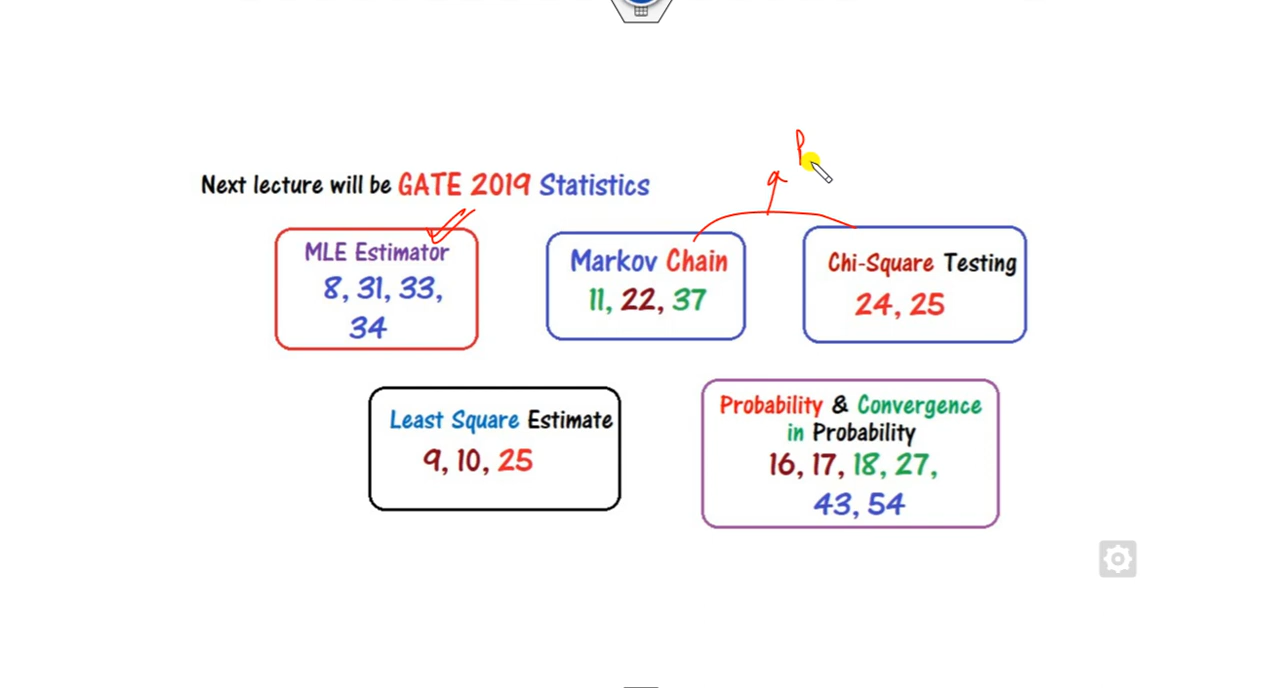 Next lecture will be GATE 2019 Statistics
MLE Estimator
8, 31, 33,
34
Markov Chain
11, 22, 37
Chi-Square Testing
24, 25
Least Square Estimate
9, 10, 25
Probability & Convergence
in Probability
16, 17, 18, 27,
43, 54